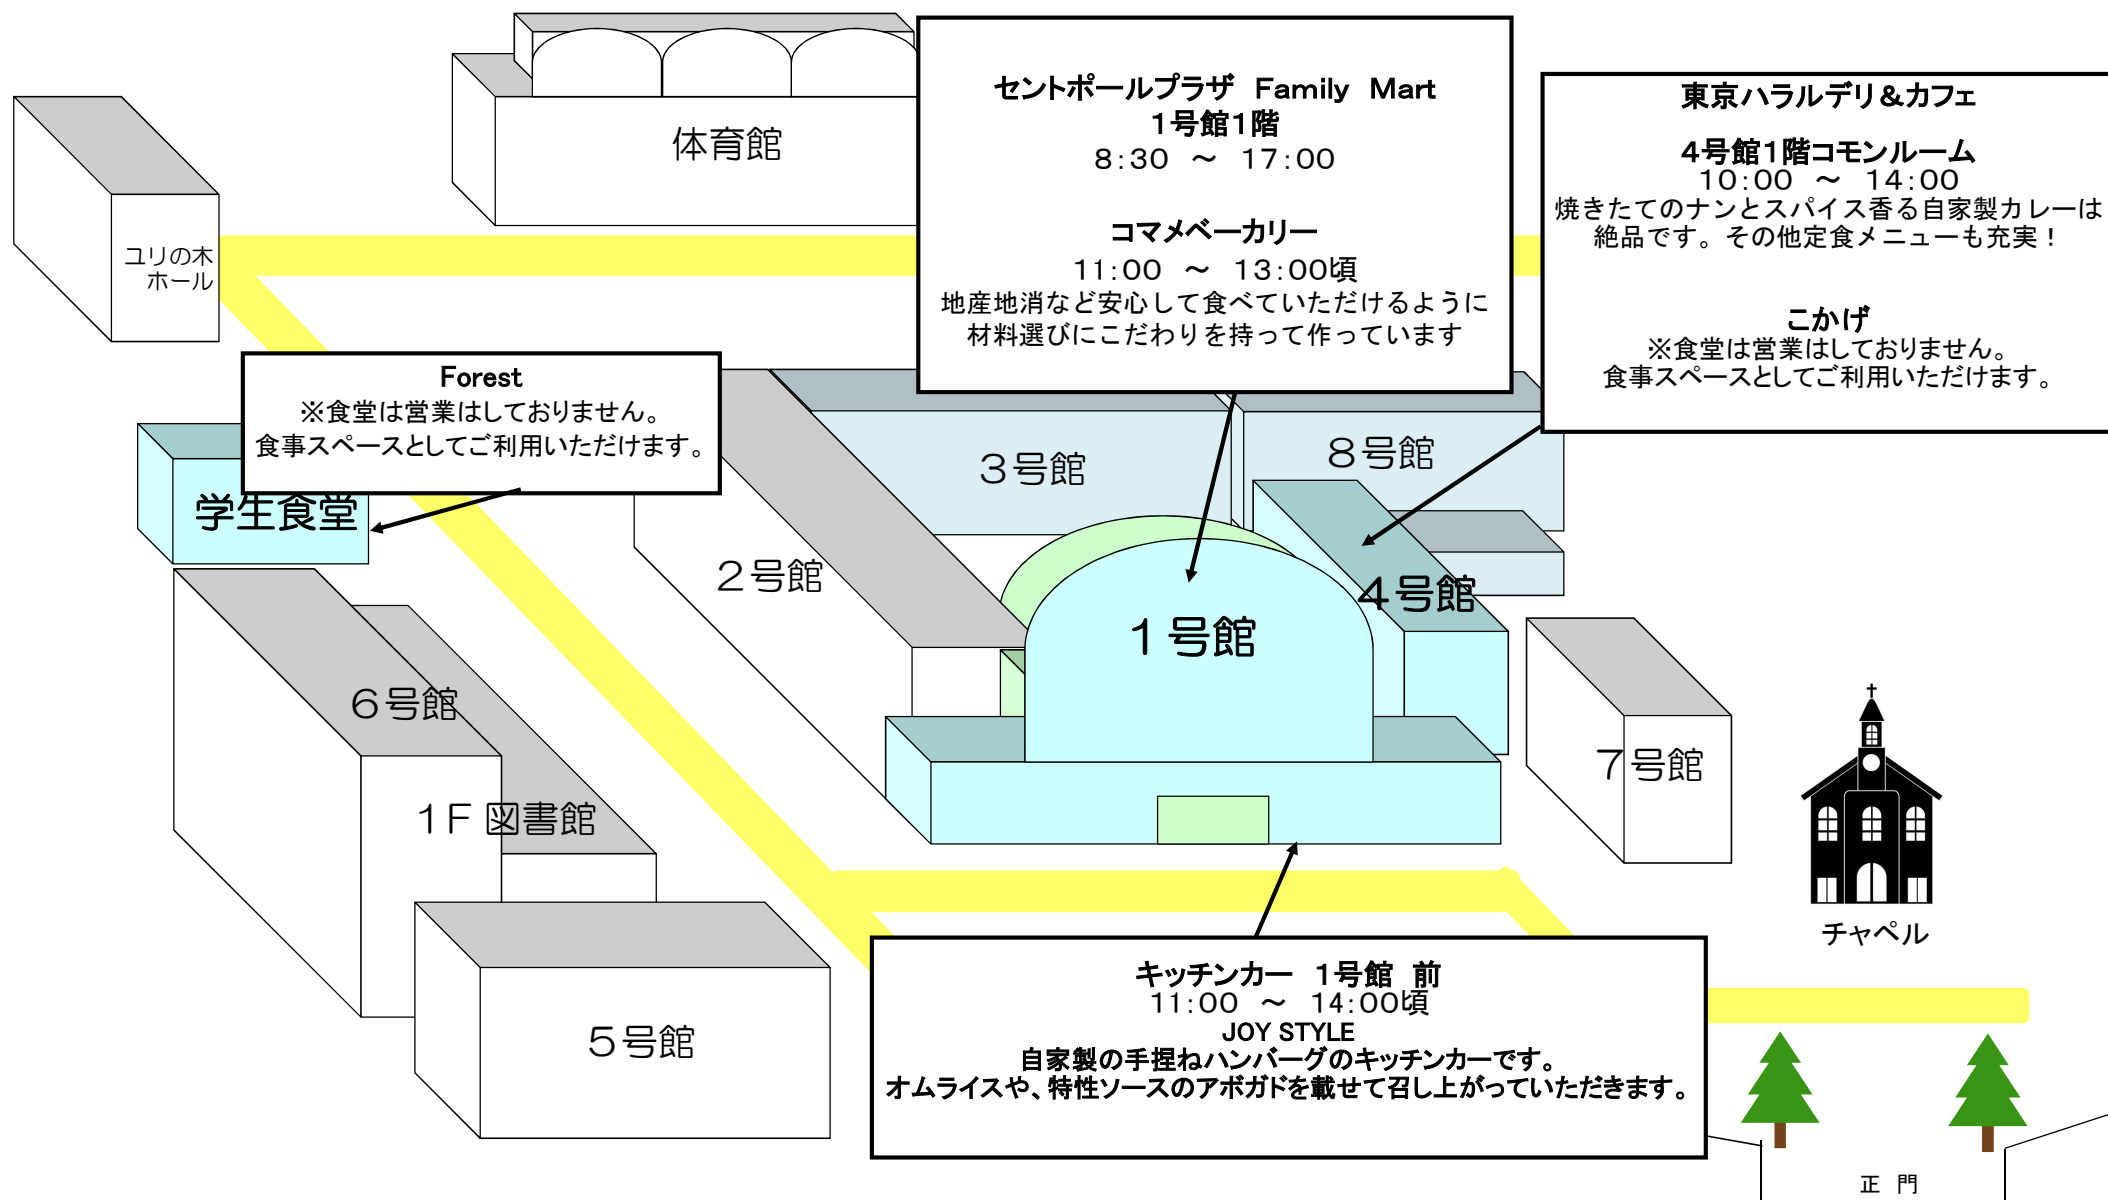 セントポールプラザ　Family　Mart
1号館1階
8:30　～　17:00
コマメベーカリー
11:00　～　13:00頃
地産地消など安心して食べていただけるように
材料選びにこだわりを持って作っています
東京ハラルデリ&カフェ
4号館1階コモンルーム
10:00　～　14:00
焼きたてのナンとスパイス香る自家製カレーは
絶品です。その他定食メニューも充実！
こかげ
※食堂は営業はしておりません。
食事スペースとしてご利用いただけます。
体育館
ユリの木
ホール
Forest
※食堂は営業はしておりません。
食事スペースとしてご利用いただけます。
学生食堂
3号館
8号館
2号館
4号館
1号館
6号館
7号館
1F 図書館
チャペル
5号館
キッチンカー　1号館　前
11:00　～　14:00頃
JOY STYLE
自家製の手捏ねハンバーグのキッチンカーです。
オムライスや、特性ソースのアボガドを載せて召し上がっていただきます。
正　門